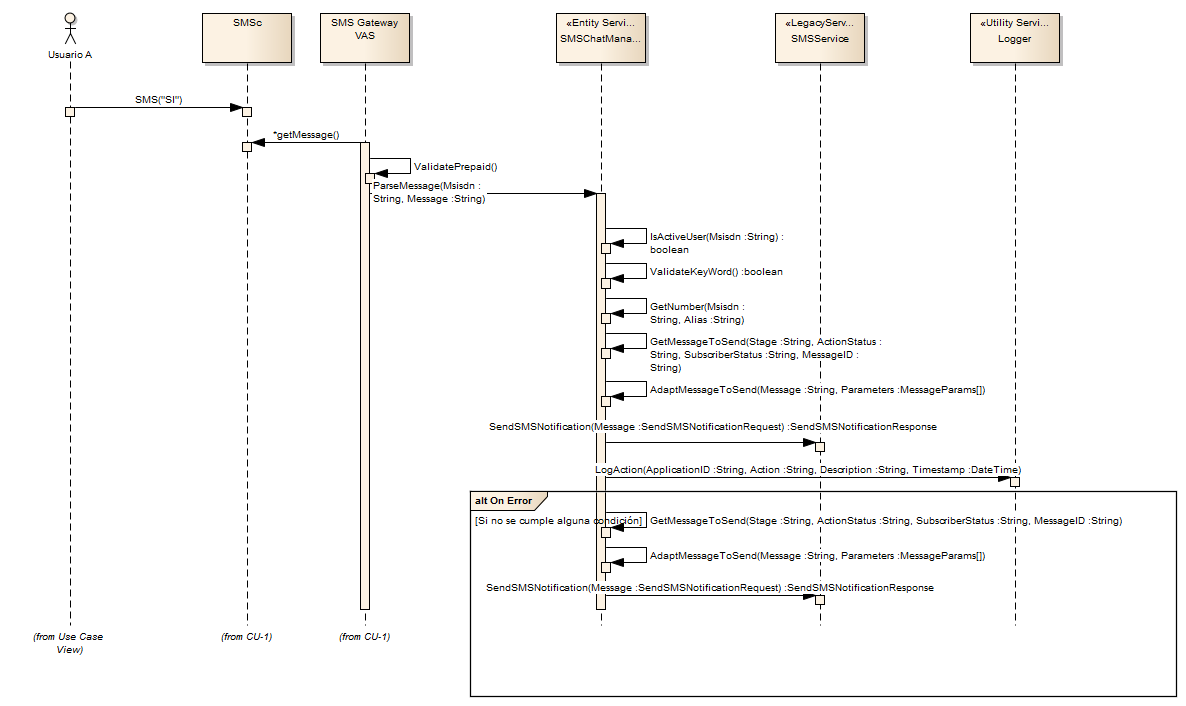 Usuario A
SMSc
SMS Gateway
VAS
«Entity Servi...
SMSChatMana...
«LegacyServ...
SMSService
«Utility Servi...
Logger
SMS("SI")
*getMessage()
ValidatePrepaid()
ParseMessage(Msisdn :
String, Message :String)
IsActiveUser(Msisdn :String) :
boolean
ValidateKeyWord() :boolean
GetNumber(Msisdn :
String, Alias :String)
GetMessageToSend(Stage :String, ActionStatus :
String, SubscriberStatus :String, MessageID :
String)
AdaptMessageToSend(Message :String, Parameters :MessageParams[])
SendSMSNotification(Message :SendSMSNotificationRequest) :SendSMSNotificationResponse
LogAction(ApplicationID :String, Action :String, Description :String, Timestamp :DateTime)
alt On Error
[Si no se cumple alguna condición]
GetMessageToSend(Stage :String, ActionStatus :String, SubscriberStatus :String, MessageID :String)
AdaptMessageToSend(Message :String, Parameters :MessageParams[])
SendSMSNotification(Message :SendSMSNotificationRequest) :SendSMSNotificationResponse
(from Use Case
View)
(from CU-1)
(from CU-1)